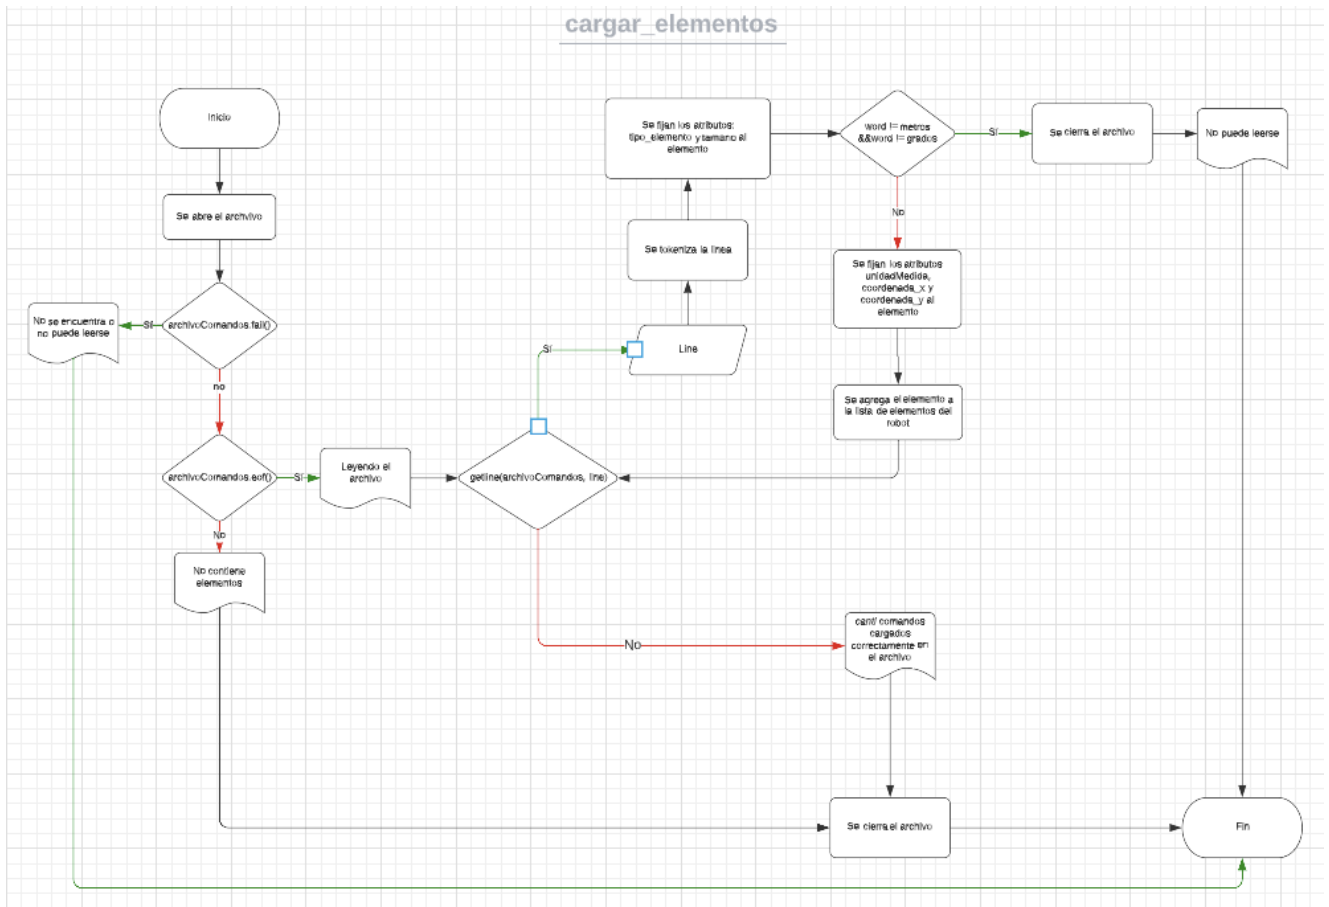 cargar_elementos
Inicio
Se abre el archvivo
archivoComandos.fail()
Sí
No se encuentra o
no puede leerse
no
archivoComandos.eof()
Sí
Leyendo el
archivo
No
No contiene
elementos
getline(archivoComandos, line)
Sí
Line
Se tokeniza la linea
Se fijan los atributos:
tipo_elemento y tamano al
elemento
word != metros
&&word != grados
Sí
Se cierra el archivo
No puede leerse
No
Se fijan los atributos
unidadMedida,
coordenada_x y
coordenada_y al
elemento
Se agrega el elemento a
la lista de elementos del
robot
No
canti comandos
cargados
correctamente en
el archivo
Se cierra el archivo
Fin